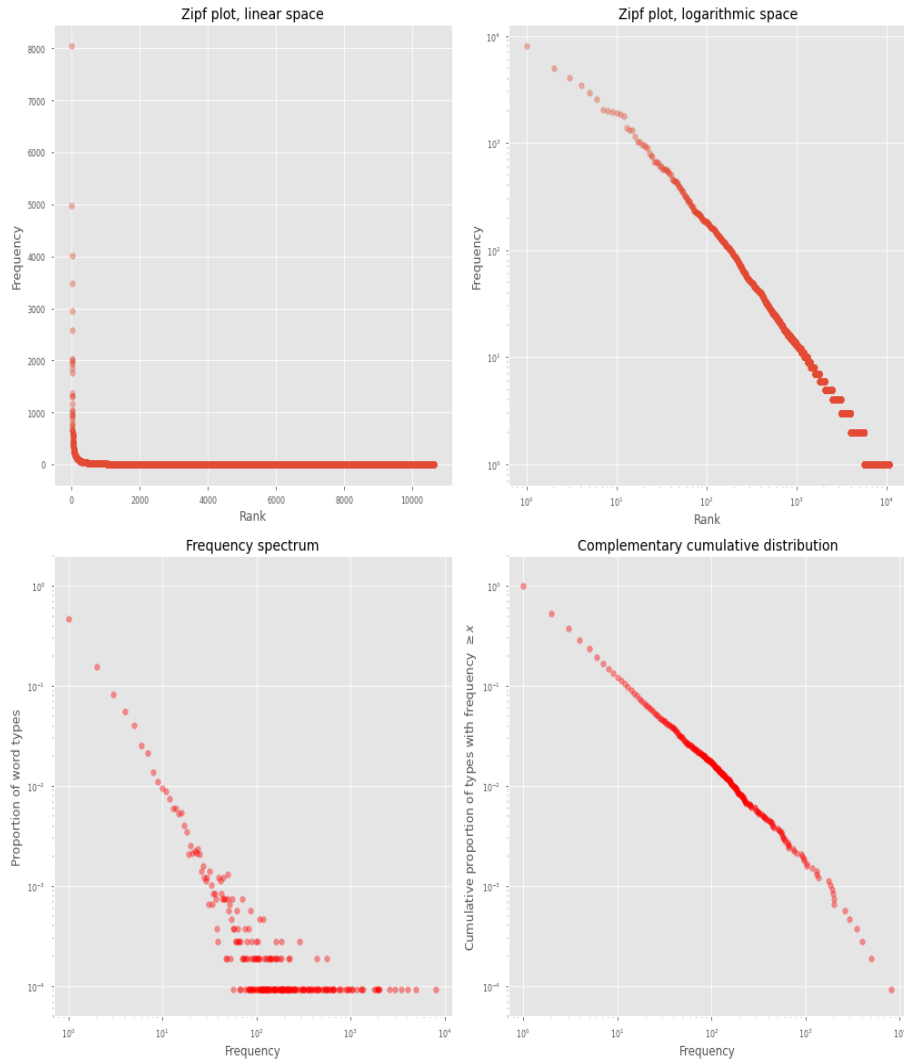 Zipf plot, linear space
Frequency
8000
7000
6000
5000
4000
3000
2000
1000
0
0 2000 4000 6000 8000 10000
Rank
Zipf plot, logarithmic space
Frequency
10⁴
10³
10²
10¹
10⁰
10⁰ 10¹ 10² 10³ 10⁴
Rank
Frequency spectrum
Proportion of word types
10⁰
10⁻¹
10⁻²
10⁻³
10⁻⁴
10⁰ 10¹ 10² 10³ 10⁴
Frequency
Complementary cumulative distribution
Cumulative proportion of types with frequency ≥ x
10⁰
10⁻¹
10⁻²
10⁻³
10⁻⁴
10⁰ 10¹ 10² 10³
Frequency